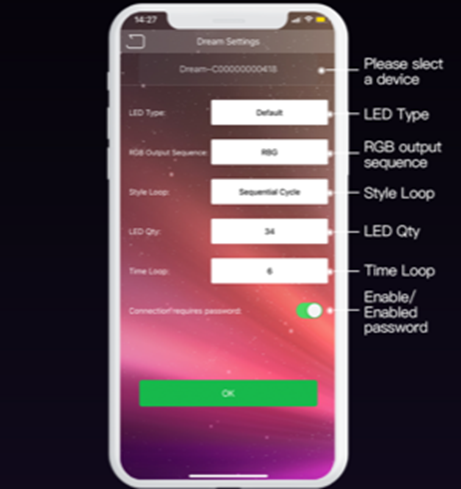 14:27
Dream Settings
Dream-C00000000418
Please slect
a device
LED Type:
Default
LED Type
RGB Output Sequence:
RBG
RGB output
sequence
Style Loop:
Sequential Cycle
Style Loop
LED Qty:
34
LED Qty
Time Loop:
6
Time Loop
Connection requires password:
Enable/
Enabled
password
OK